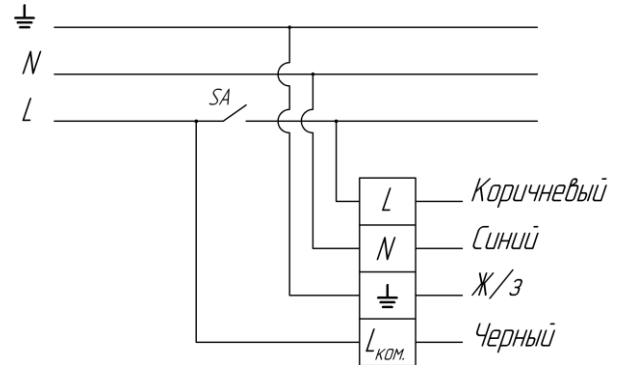 N
L
SA
L
Коричневый
N
Синий
Ж/з
Lком.
Черный